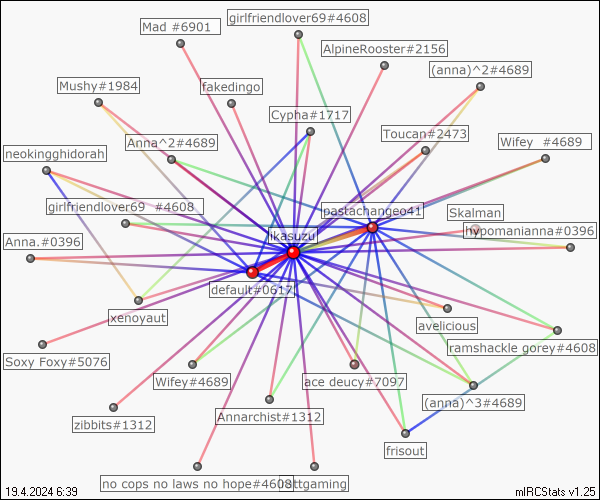 girlfriendlover69#4608
Mad #6901
AlpineRooster#2156
(anna)^2#4689
Mushy#1984
fakedingo
Cypha#1717
Toucan#2473
Anna^2#4689
Wifey #4689
neokingghidorah
girlfriendlover69 #4608
pastachangeo41
Skalman
likasuzu
hypomanianna#0396
Anna.#0396
default#0617
xenoyaut
avelicious
ramshackle gorey#4608
Soxy Foxy#5076
Wifey#4689
ace deucy#7097
(anna)^3#4689
zibbits#1312
Annarchist#1312
frisout
no cops no laws no hope#4608
19.4.2024 6:39
mIRCStats v1.25